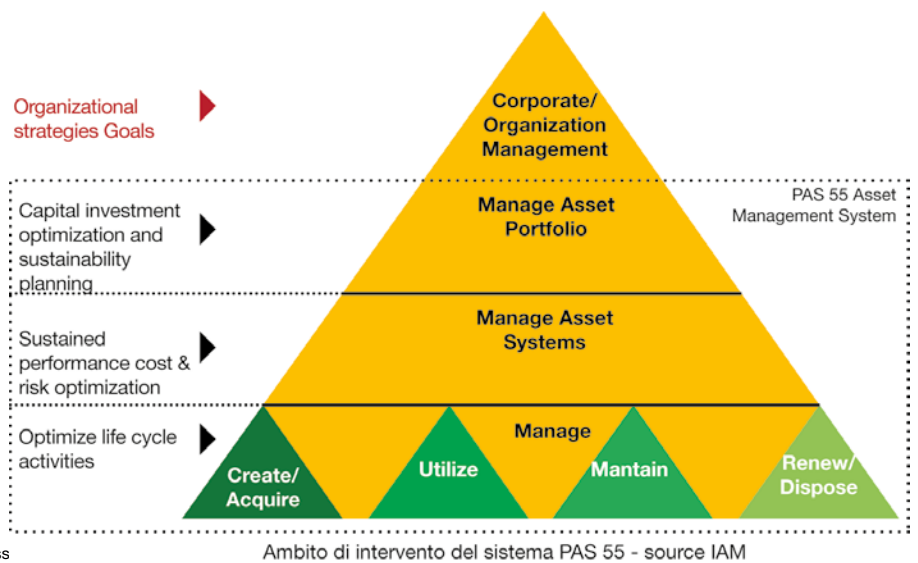 Organizational
strategies Goals
Corporate/
Organization
Management
Capital investment
optimization and
sustainability
planning
Manage Asset
Portfolio
PAS 55 Asset
Management System
Sustained
performance cost &
risk optimization
Manage Asset
Systems
Optimize life cycle
activities
Manage
Create/
Acquire
Utilize
Mantain
Renew/
Dispose
Ambito di intervento del sistema PAS 55 - source IAM